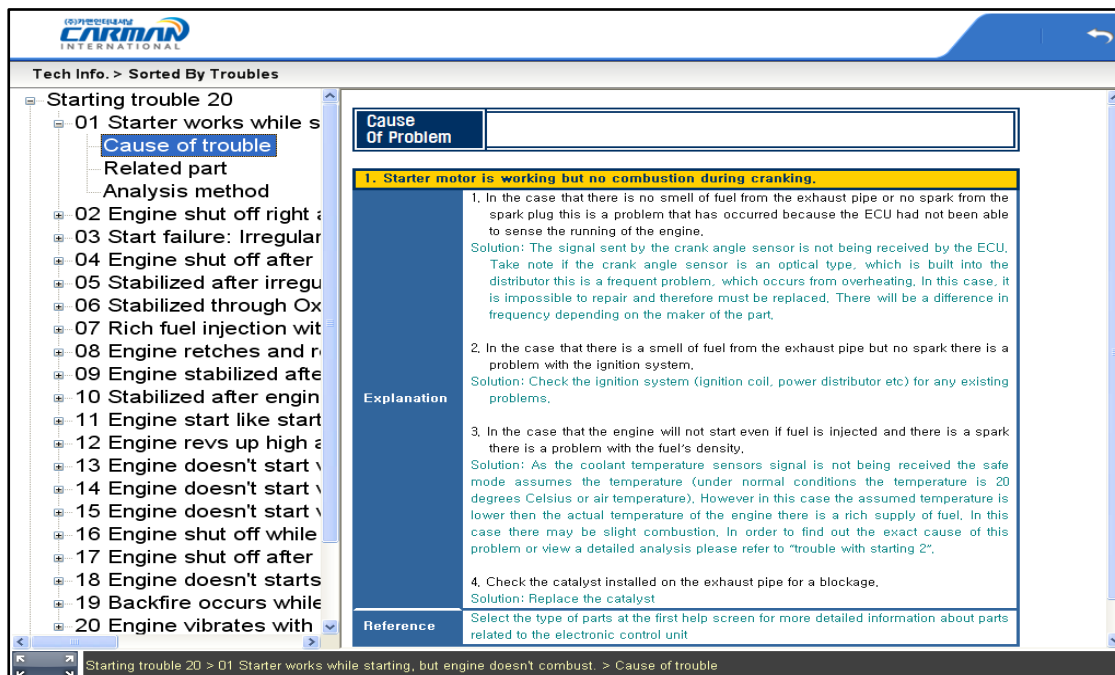 (주)카맨인터내셔널
CARMAN
INTERNATIONAL
Tech Info. > Sorted By Troubles
Starting trouble 20
01 Starter works while s
Cause of trouble
Related part
Analysis method
02 Engine shut off right a
03 Start failure: Irregular
04 Engine shut off after
05 Stabilized after irregu
06 Stabilized through Ox
07 Rich fuel injection wit
08 Engine retches and r
09 Engine stabilized afte
10 Stabilized after engin
11 Engine start like start
12 Engine revs up high a
13 Engine doesn't start v
14 Engine doesn't start v
15 Engine doesn't start v
16 Engine shut off while
17 Engine shut off after
18 Engine doesn't starts
19 Backfire occurs while
20 Engine vibrates with
Cause
Of Problem
1. Starter motor is working but no combustion during cranking.
Explanation
1. In the case that there is no smell of fuel from the exhaust pipe or no spark from the
spark plug this is a problem that has occurred because the ECU had not been able
to sense the running of the engine.
Solution: The signal sent by the crank angle sensor is not being received by the ECU.
Take note if the crank angle sensor is an optical type, which is built into the
distributor this is a frequent problem, which occurs from overheating. In this case, it
is impossible to repair and therefore must be replaced. There will be a difference in
frequency depending on the maker of the part.
2. In the case that there is a smell of fuel from the exhaust pipe but no spark there is a
problem with the ignition system.
Solution: Check the ignition system (ignition coil, power distributor etc) for any existing
problems.
3. In the case that the engine will not start even if fuel is injected and there is a spark
there is a problem with the fuel's density.
Solution: As the coolant temperature sensors signal is not being received the safe
mode assumes the temperature (under normal conditions the temperature is 20
degrees Celsius or air temperature). However in this case the assumed temperature is
lower then the actual temperature of the engine there is a rich supply of fuel. In this
case there may be slight combustion. In order to find out the exact cause of this
problem or view a detailed analysis please refer to "trouble with starting 2".
4. Check the catalyst installed on the exhaust pipe for a blockage.
Solution: Replace the catalyst
Reference
Select the type of parts at the first help screen for more detailed information about parts
related to the electronic control unit
Starting trouble 20 > 01 Starter works while starting, but engine doesn't combust. > Cause of trouble